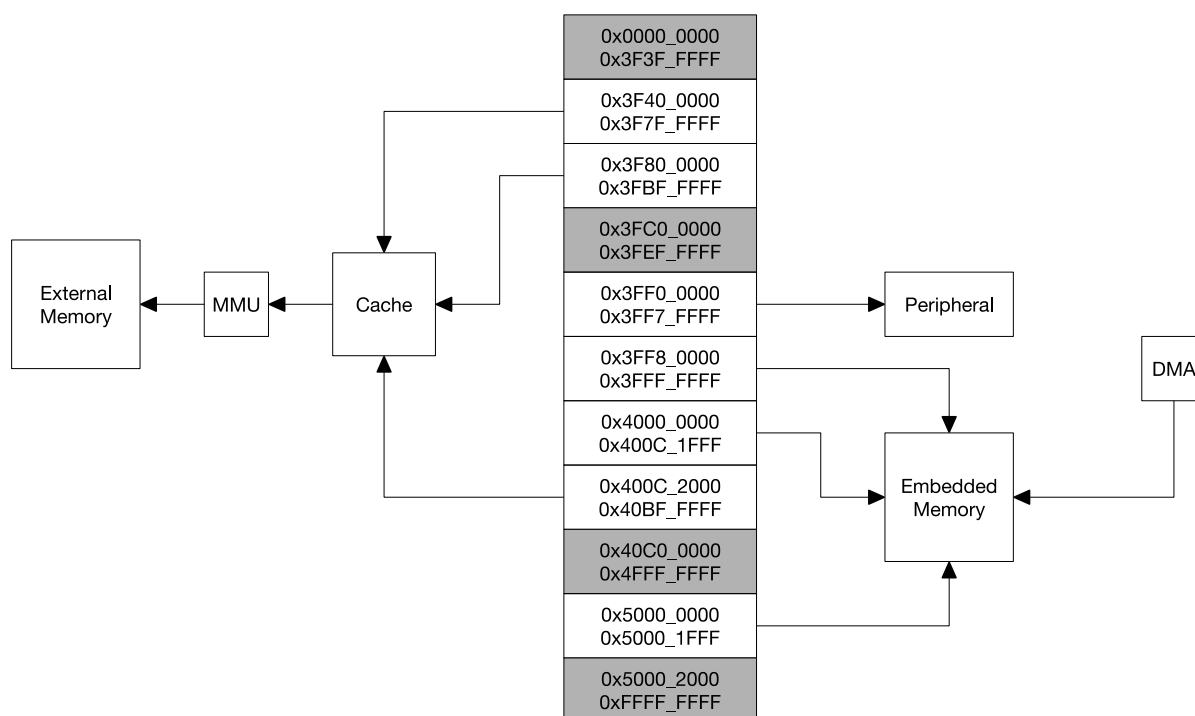 0x0000_0000
0x3F3F_FFFF
0x3F40_0000
0x3F7F_FFFF
0x3F80_0000
0x3FBF_FFFF
0x3FC0_0000
0x3FEF_FFFF
0x3FF0_0000
0x3FF7_FFFF
0x3FF8_0000
0x3FFF_FFFF
0x4000_0000
0x400C_1FFF
0x400C_2000
0x40BF_FFFF
0x40C0_0000
0x4FFF_FFFF
0x5000_0000
0x5000_1FFF
0x5000_2000
0xFFFF_FFFF
External
Memory
MMU
Cache
Peripheral
DMA
Embedded
Memory